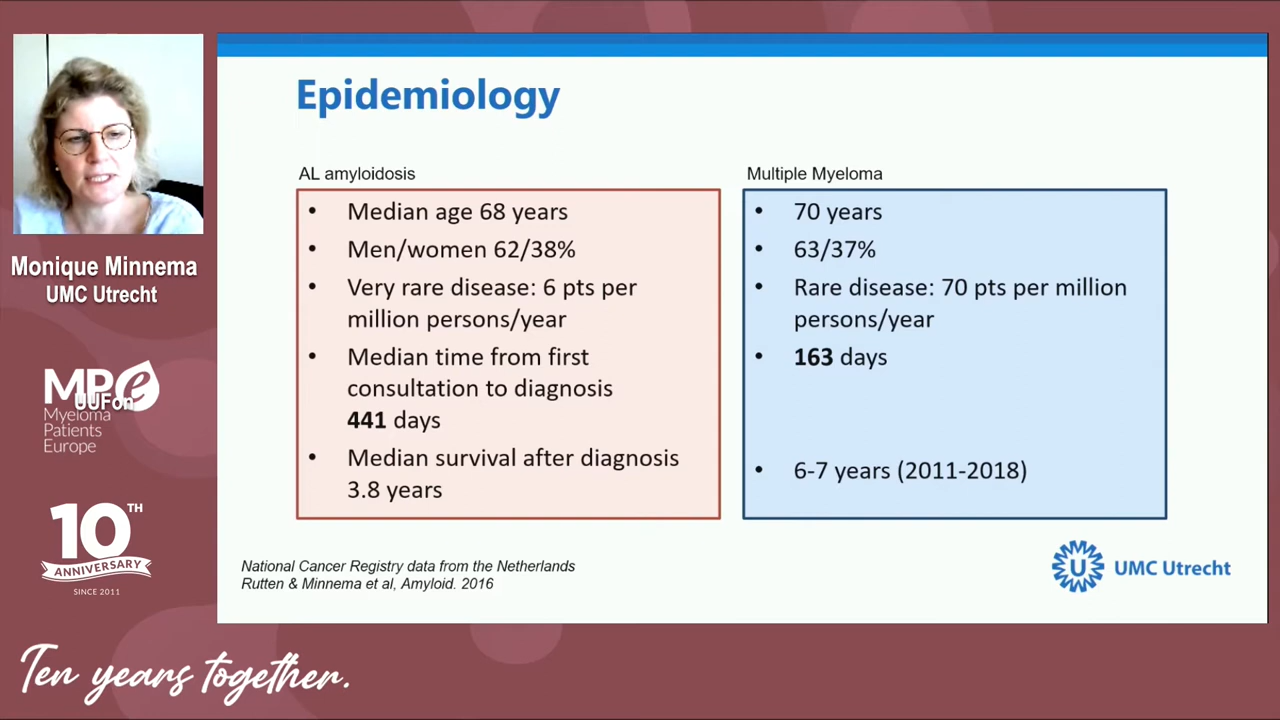 Epidemiology
AL amyloidosis
• Median age 68 years
• Men/women 62/38%
• Very rare disease: 6 pts per
million persons/year
• Median time from first
consultation to diagnosis
441 days
• Median survival after diagnosis
3.8 years
Multiple Myeloma
• 70 years
• 63/37%
• Rare disease: 70 pts per million
persons/year
• 163 days
• 6-7 years (2011-2018)
National Cancer Registry data from the Netherlands
Rutten & Minnema et al, Amyloid. 2016
UMC Utrecht
Monique Minnema
UMC Utrecht
MPe
UUFon
Myeloma
Patients
Europe
10TH
ANNIVERSARY
SINCE 2011
Ten years together.